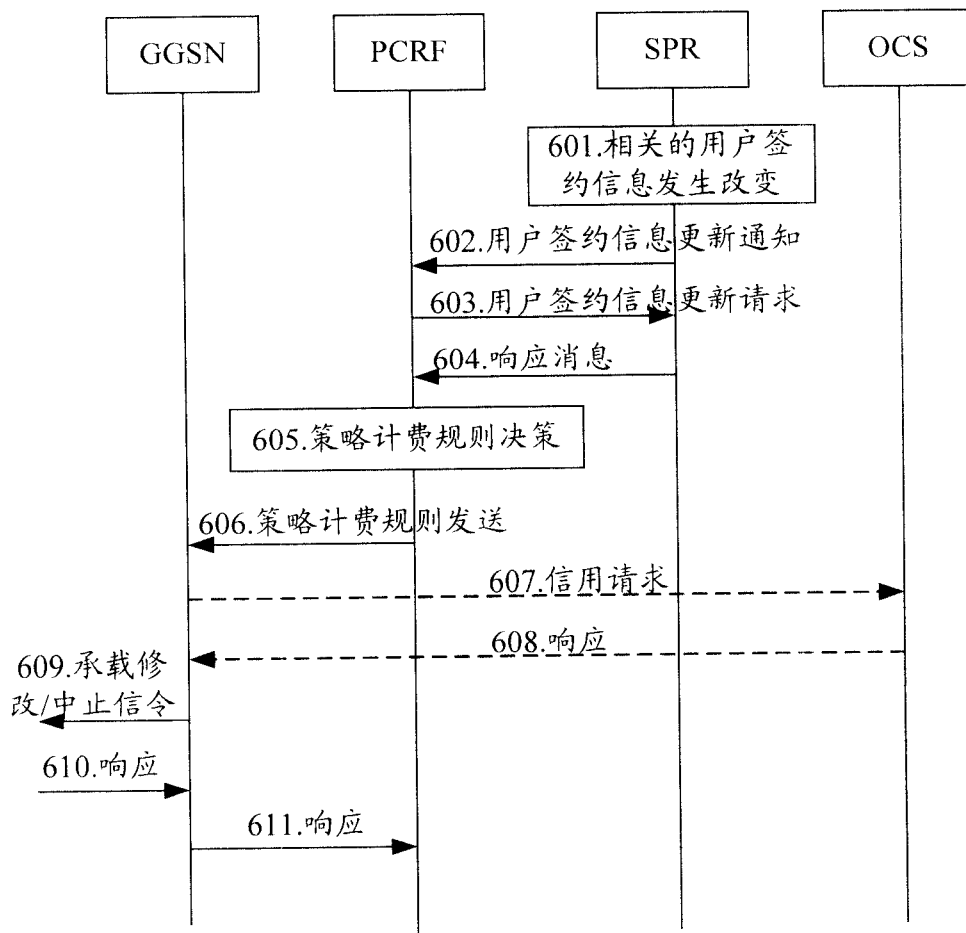 GGSN
PCRF
SPR
OCS
601.相关的用户签
约信息发生改变
602.用户签约信息更新通知
603.用户签约信息更新请求
604.响应消息
605.策略计费规则决策
606.策略计费规则发送
607.信用请求
608.响应
609.承载修
改/中止信令
610.响应
611.响应